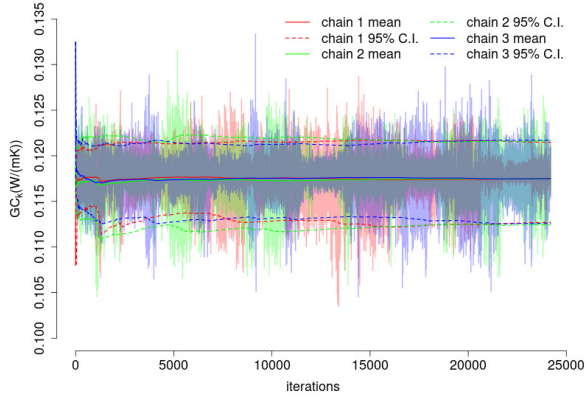 0.135
0.130
0.125
0.120
0.115
0.110
0.105
0.100
GCκ(W/(mK))
chain 1 mean
chain 1 95% C.I.
chain 2 mean
chain 2 95% C.I.
chain 3 mean
chain 3 95% C.I.
0 5000 10000 15000 20000 25000
iterations